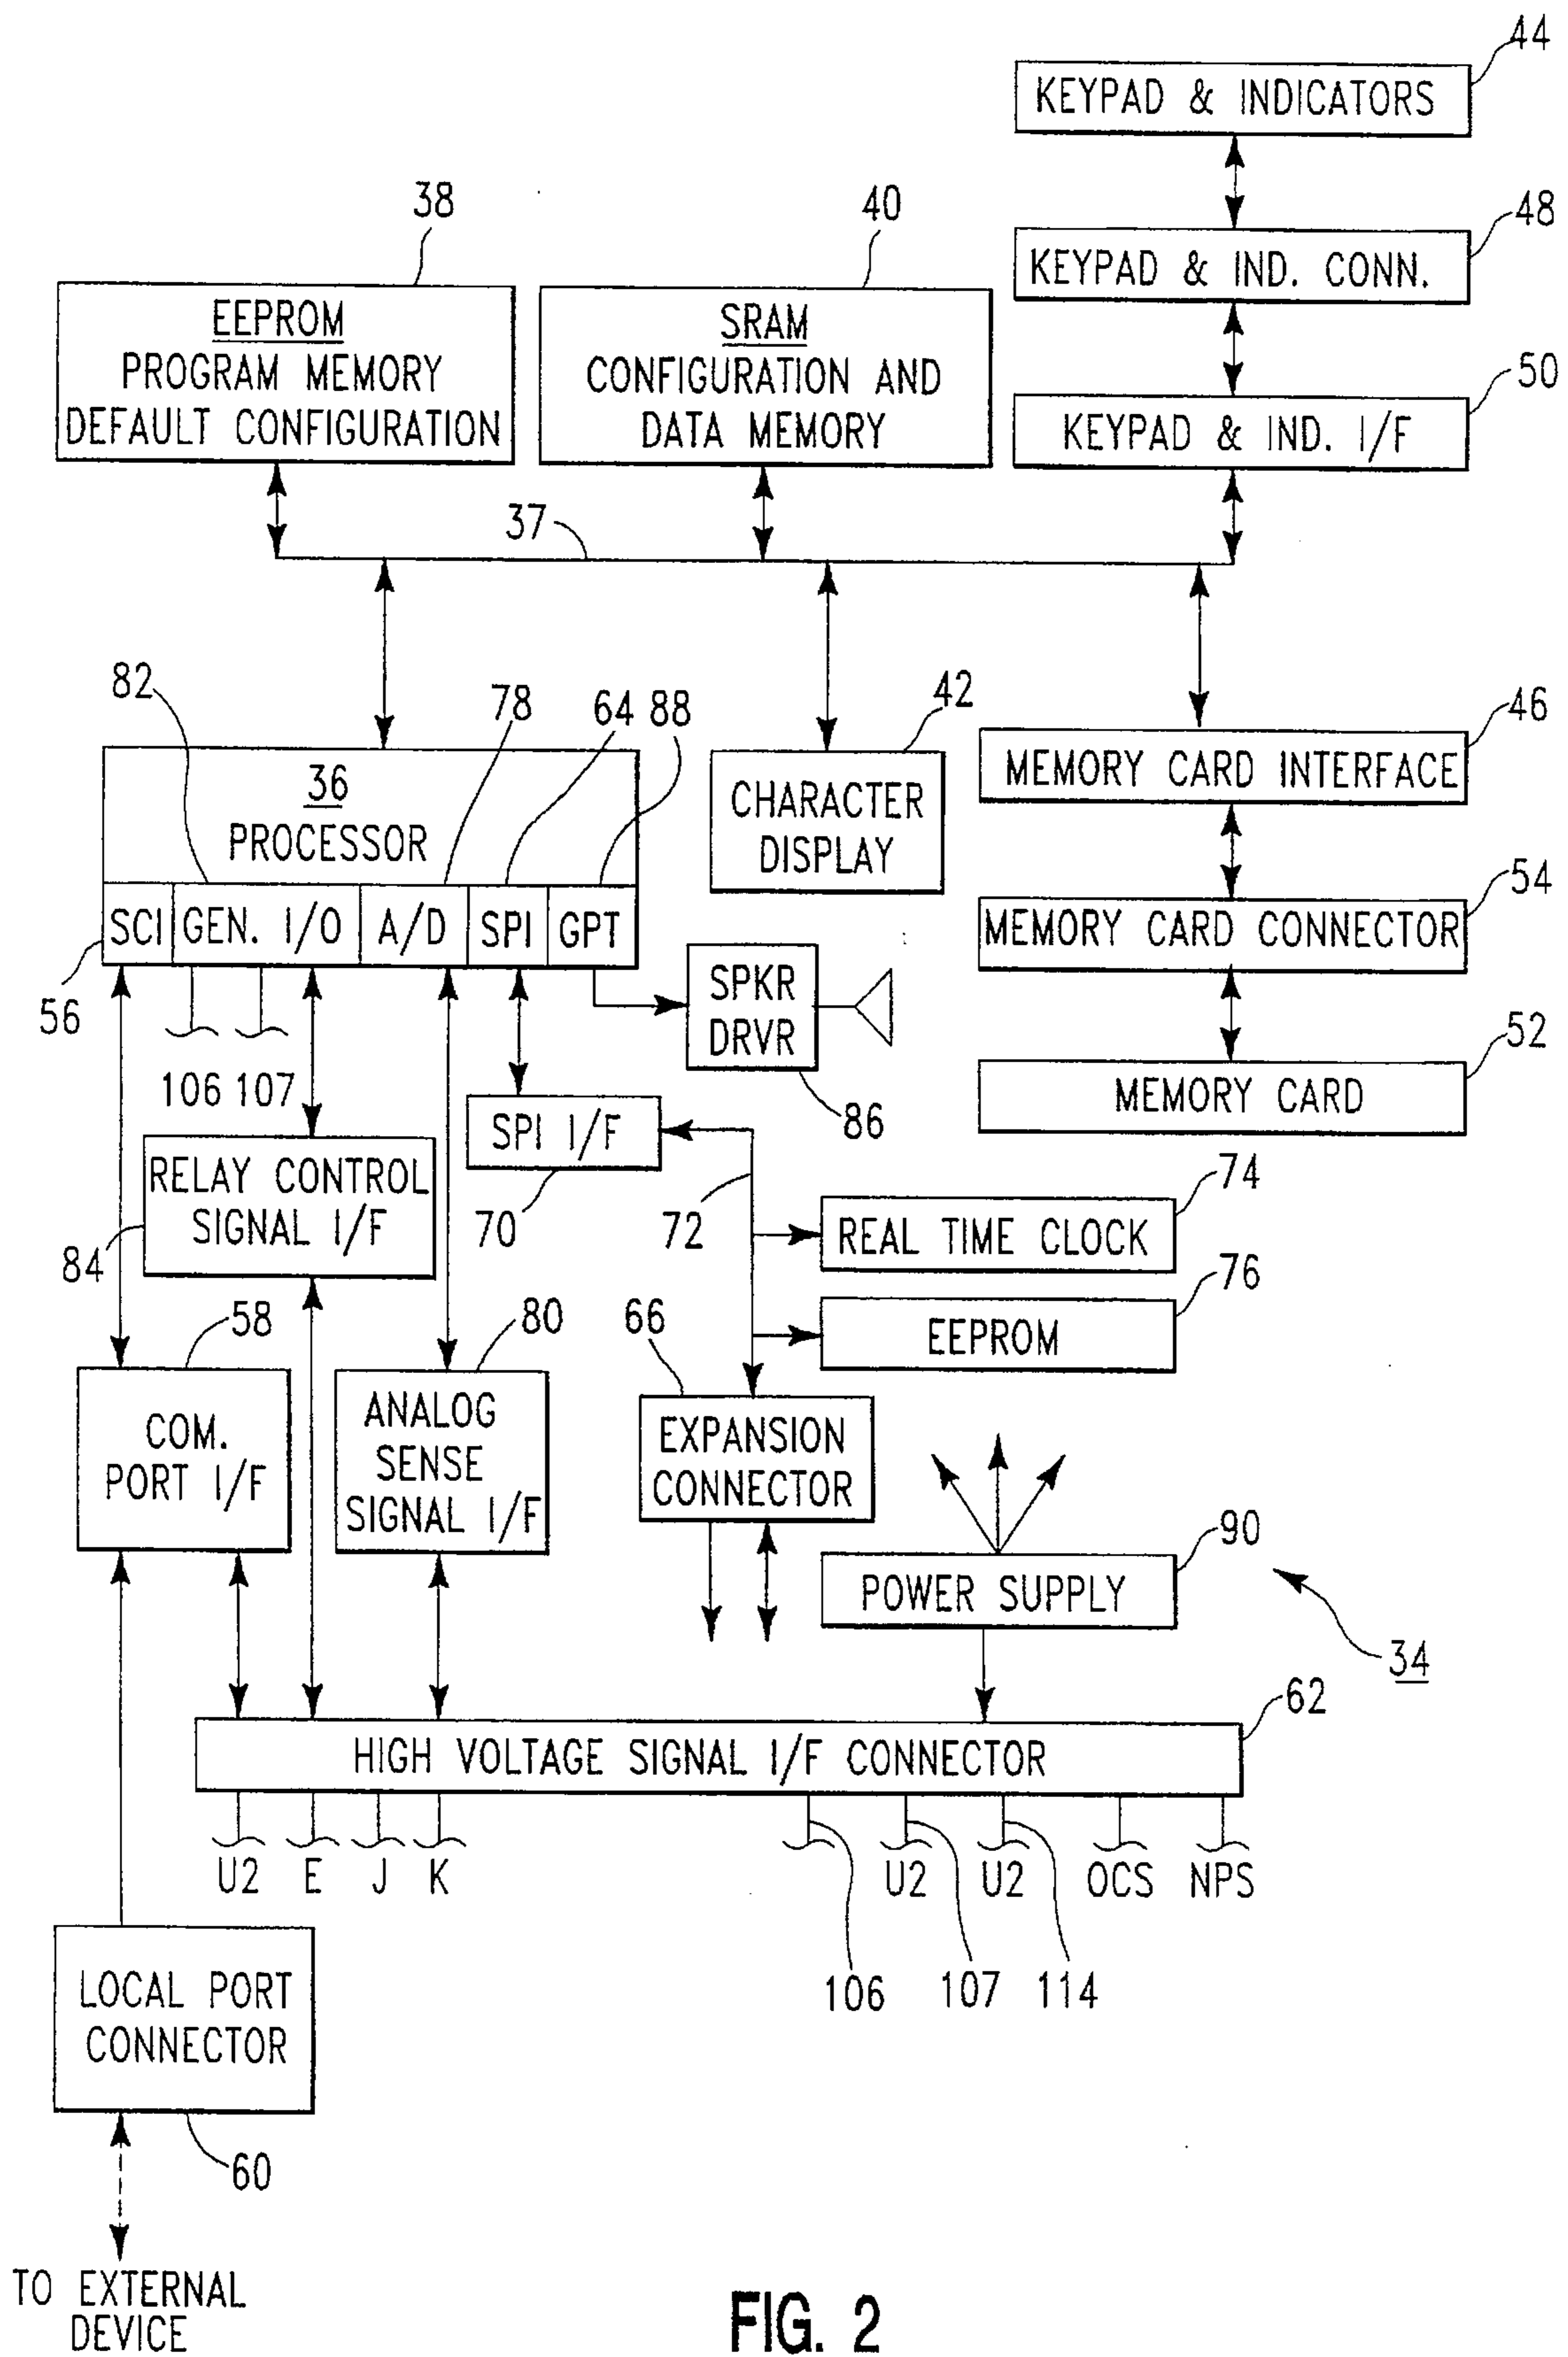 44
KEYPAD & INDICATORS
38
40
48
KEYPAD & IND. CONN.
EEPROM
PROGRAM MEMORY
DEFAULT CONFIGURATION
SRAM
CONFIGURATION AND
DATA MEMORY
50
KEYPAD & IND. I/F
37
82
78
64
88
42
46
36
PROCESSOR
CHARACTER
DISPLAY
MEMORY CARD INTERFACE
54
SCI
GEN. I/O
A/D
SPI
GPT
MEMORY CARD CONNECTOR
56
SPKR
DRVR
52
106
107
86
MEMORY CARD
SPI I/F
RELAY CONTROL
SIGNAL I/F
70
72
74
REAL TIME CLOCK
84
58
80
66
76
EEPROM
COM.
PORT I/F
ANALOG
SENSE
SIGNAL I/F
EXPANSION
CONNECTOR
90
POWER SUPPLY
34
62
HIGH VOLTAGE SIGNAL I/F CONNECTOR
U2
E
J
K
U2
U2
OCS
NPS
106
107
114
LOCAL PORT
CONNECTOR
60
TO EXTERNAL
DEVICE
FIG. 2